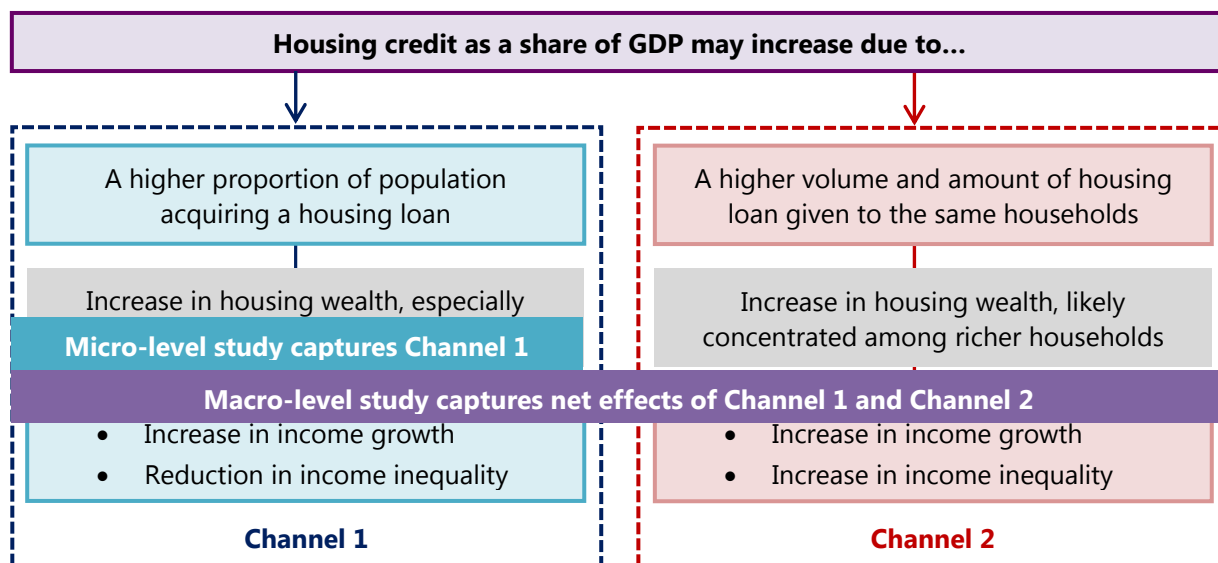 Housing credit as a share of GDP may increase due to…
A higher proportion of population
acquiring a housing loan
Increase in housing wealth, especially
Micro-level study captures Channel 1
A higher volume and amount of housing
loan given to the same households
Increase in housing wealth, likely
concentrated among richer households
Macro-level study captures net effects of Channel 1 and Channel 2
• Increase in income growth
• Reduction in income inequality
Channel 1
• Increase in income growth
• Increase in income inequality
Channel 2